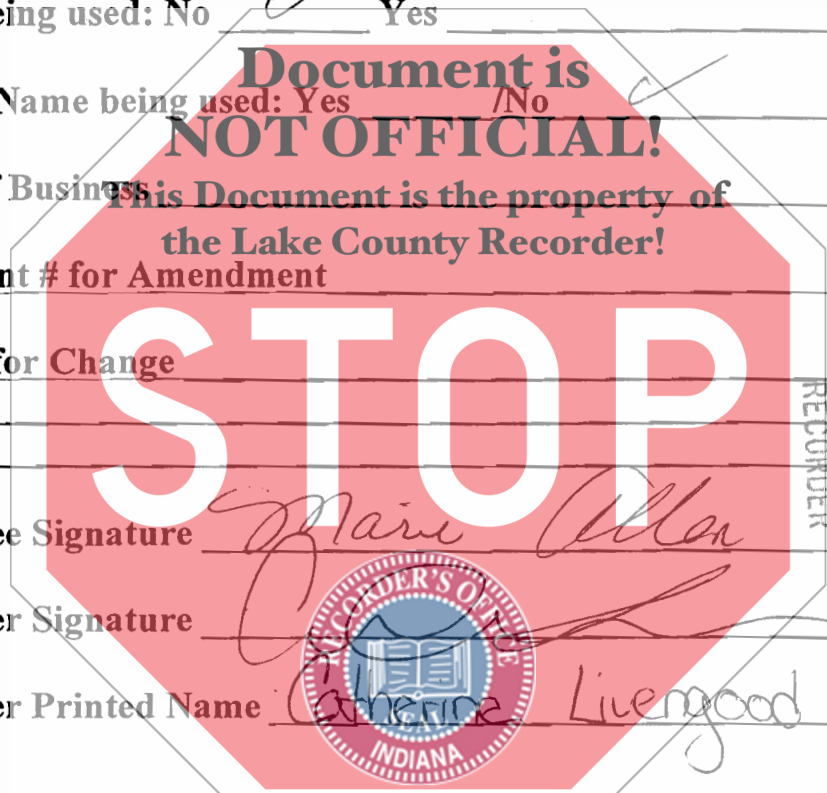 eing used: No Yes
Document is
Name being used: Yes /No
NOT OFFICIAL!
Business
This Document is the property of
the Lake County Recorder!
nt # for Amendment
STOP
for Change
RECORDER
ee Signature Marie Allen
er Signature
er Printed Name Catherine Livengood
RECORDER'S OFFICE
SEAL
INDIANA